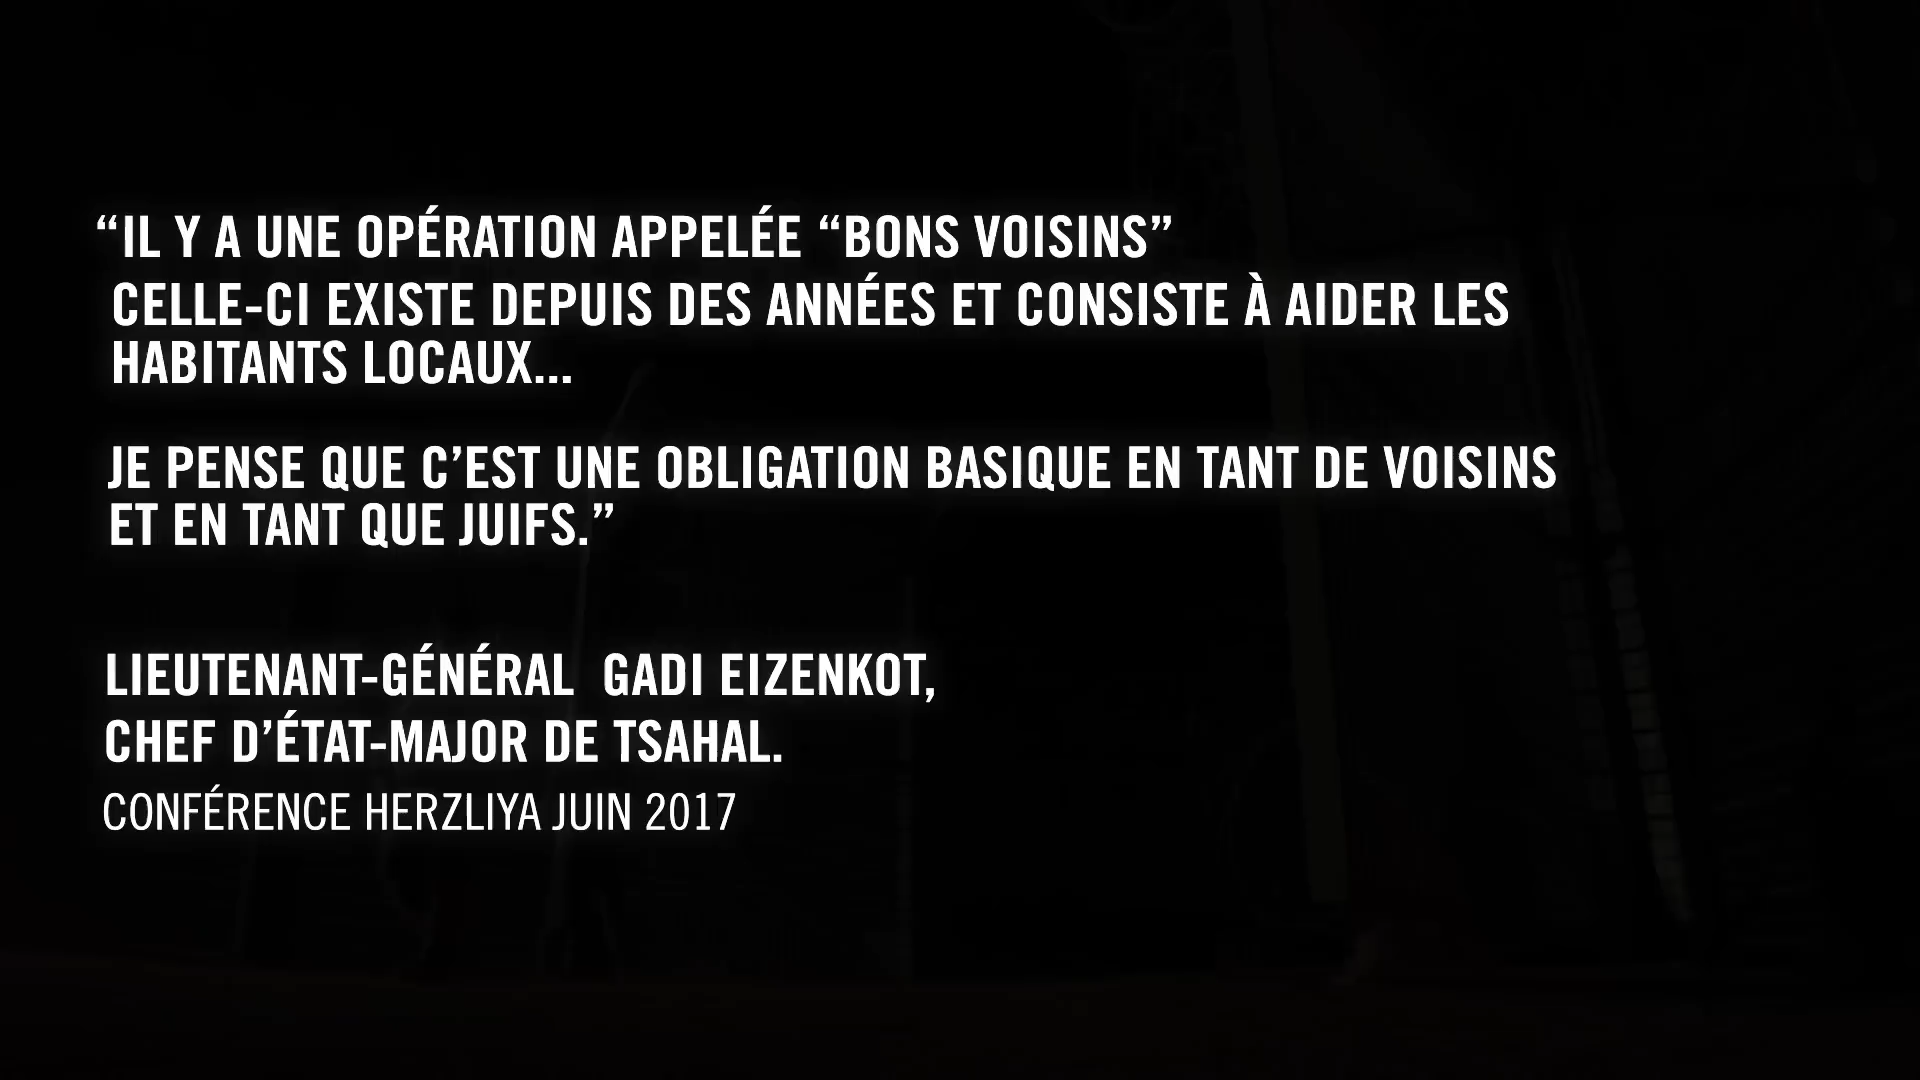 “IL Y A UNE OPÉRATION APPELÉE “BONS VOISINS”
CELLE-CI EXISTE DEPUIS DES ANNÉES ET CONSISTE À AIDER LES
HABITANTS LOCAUX...
JE PENSE QUE C’EST UNE OBLIGATION BASIQUE EN TANT DE VOISINS
ET EN TANT QUE JUIFS.”
LIEUTENANT-GÉNÉRAL GADI EIZENKOT,
CHEF D’ÉTAT-MAJOR DE TSAHAL.
CONFÉRENCE HERZLIYA JUIN 2017